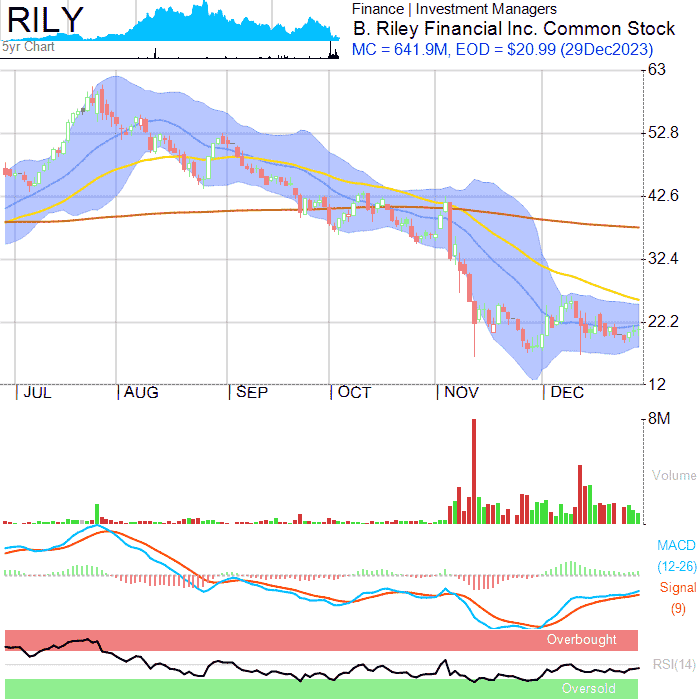 RILY
5yr Chart
Finance | Investment Managers
B. Riley Financial Inc. Common Stock
MC = 641.9M, EOD = $20.99 (29Dec2023)
63
52.8
42.6
32.4
22.2
12
JUL AUG SEP OCT NOV DEC
8M
Volume
MACD
(12-26)
Signal
(9)
Overbought
RSI(14)
Oversold